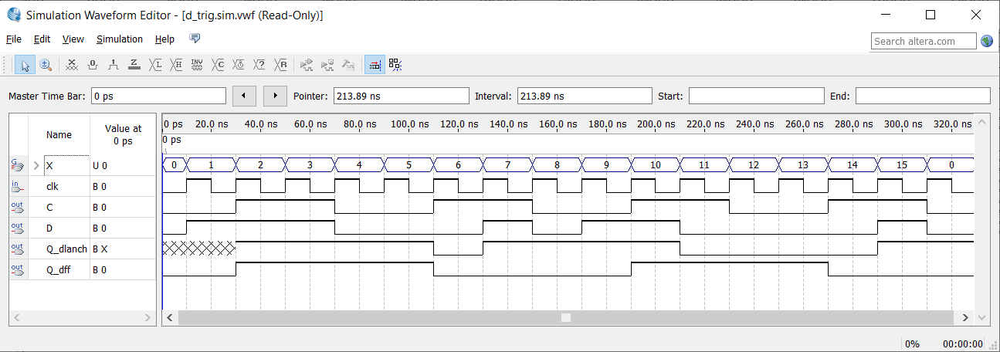 Simulation Waveform Editor - [d_trig.sim.vwf (Read-Only)]
File Edit View Simulation Help
Search altera.com
Master Time Bar: 0 ps Pointer: 213.89 ns Interval: 213.89 ns Start: End:
Name Value at 0 ps
0 ps 20.0 ns 40.0 ns 60.0 ns 80.0 ns 100.0 ns 120.0 ns 140.0 ns 160.0 ns 180.0 ns 200.0 ns 220.0 ns 240.0 ns 260.0 ns 280.0 ns 300.0 ns 320.0 n
0 ps
X U 0 0 1 2 3 4 5 6 7 8 9 10 11 12 13 14 15 0
clk B 0
C B 0
D B 0
Q_dlanch B X
Q_dff B 0
0% 00:00:00